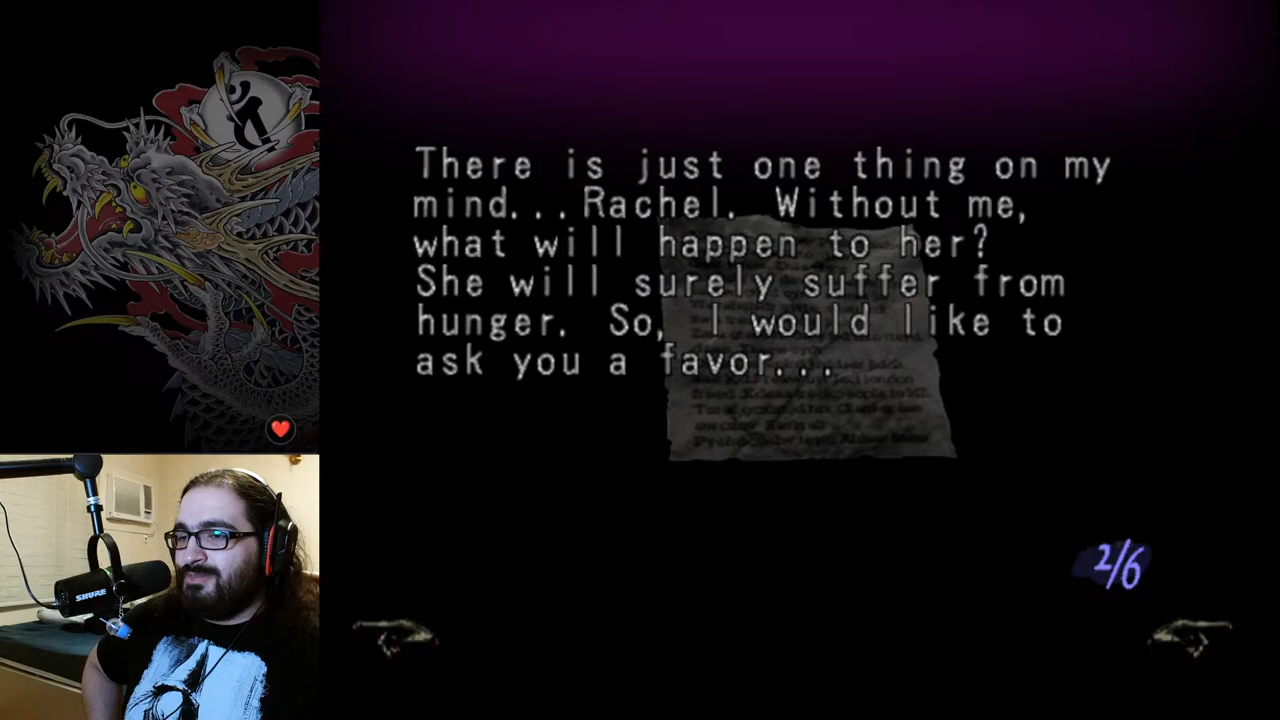 There is just one thing on my
mind...Rachel. Without me,
what will happen to her?
She will surely suffer from
hunger. So, I would like to
ask you a favor...
2/6
SHURE